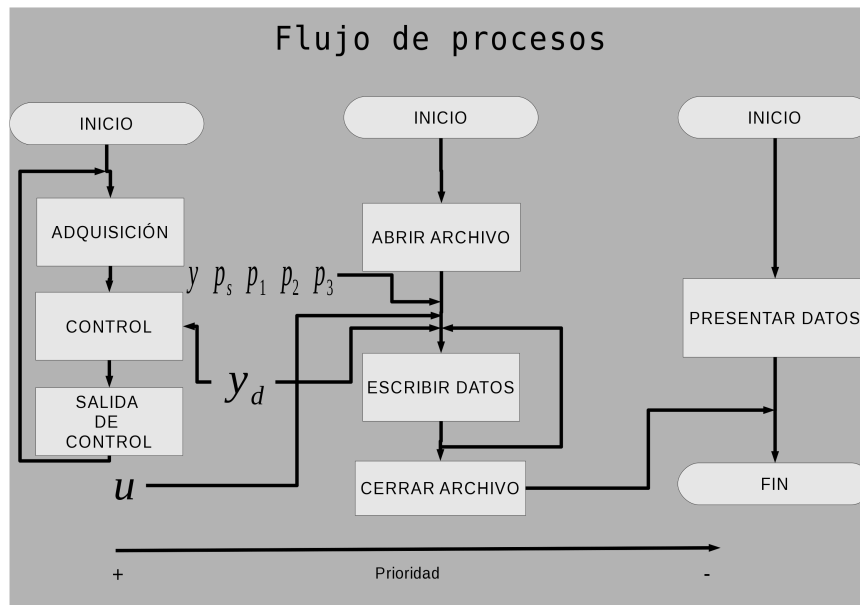 Flujo de procesos
INICIO
ADQUISICIÓN
CONTROL
SALIDA
DE
CONTROL
INICIO
ABRIR ARCHIVO
y p_s p_1 p_2 p_3
y_d
u
ESCRIBIR DATOS
CERRAR ARCHIVO
INICIO
PRESENTAR DATOS
FIN
+ Prioridad -